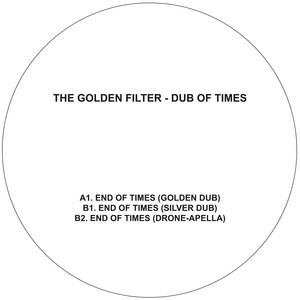 THE GOLDEN FILTER - DUB OF TIMES
A1. END OF TIMES (GOLDEN DUB)
B1. END OF TIMES (SILVER DUB)
B2. END OF TIMES (DRONE-APELLA)